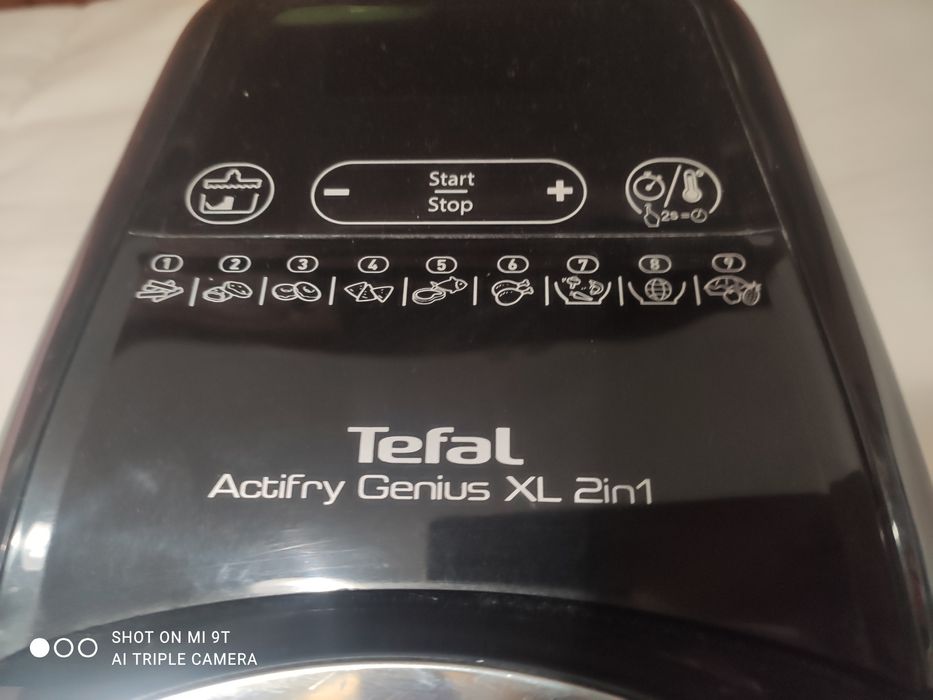 − Start +
Stop
2s=
1 2 3 4 5 6 7 8 9
Tefal
Actifry Genius XL 2in1
SHOT ON MI 9T
AI TRIPLE CAMERA